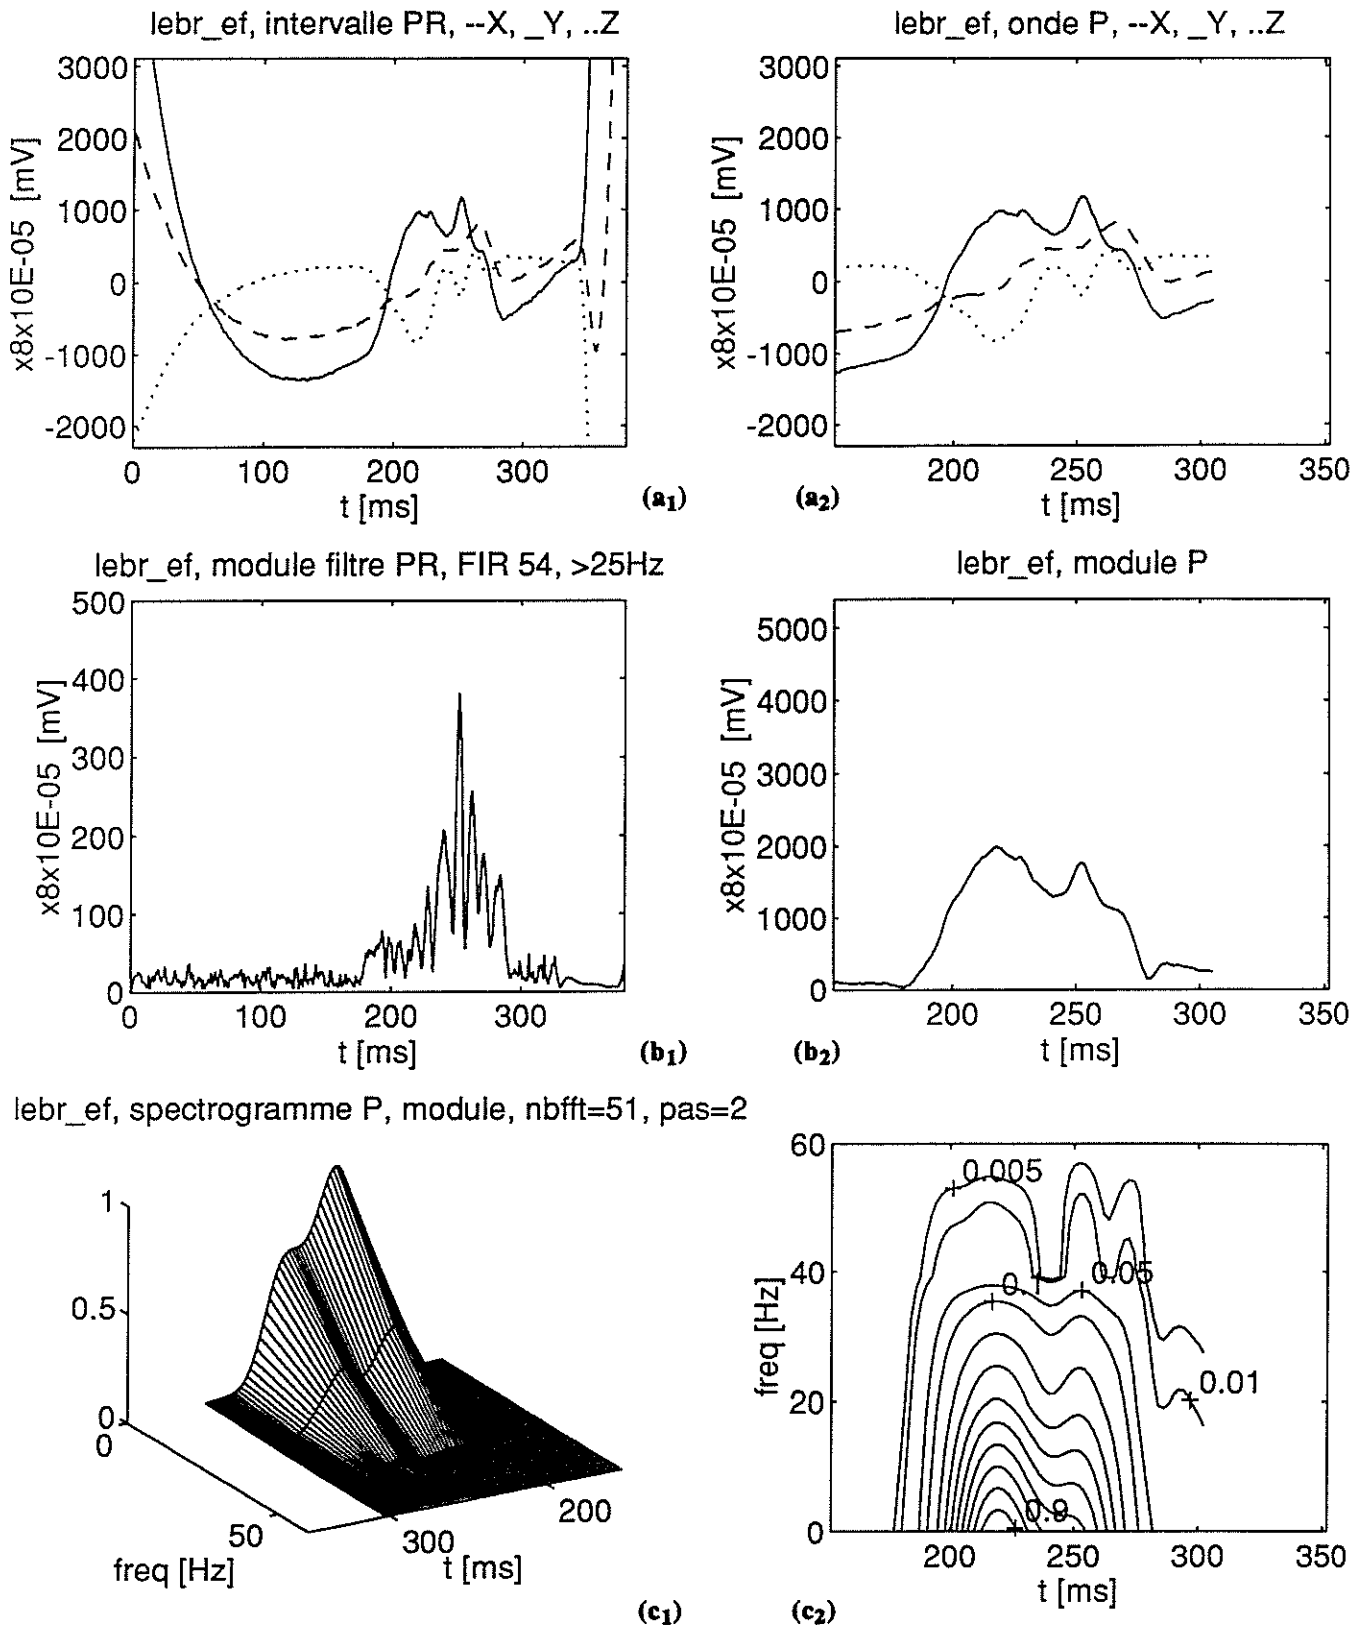 lebr_ef, intervalle PR, --X, _Y, ..Z
x8x10E-05 [mV]
3000
2000
1000
0
-1000
-2000
0 100 200 300
t [ms]
(a1)
lebr_ef, onde P, --X, _Y, ..Z
x8x10E-05 [mV]
3000
2000
1000
0
-1000
-2000
200 250 300 350
t [ms]
(a2)
lebr_ef, module filtre PR, FIR 54, >25Hz
x8x10E-05 [mV]
500
400
300
200
100
0
0 100 200 300
t [ms]
(b1)
lebr_ef, module P
x8x10E-05 [mV]
5000
4000
3000
2000
1000
0
200 250 300 350
t [ms]
(b2)
lebr_ef, spectrogramme P, module, nbfft=51, pas=2
1
0.5
0
0
50
freq [Hz]
300
200
t [ms]
(c1)
freq [Hz]
60
40
20
0
0.005
0.1
0.05
0.01
0.9
200 250 300 350
t [ms]
(c2)